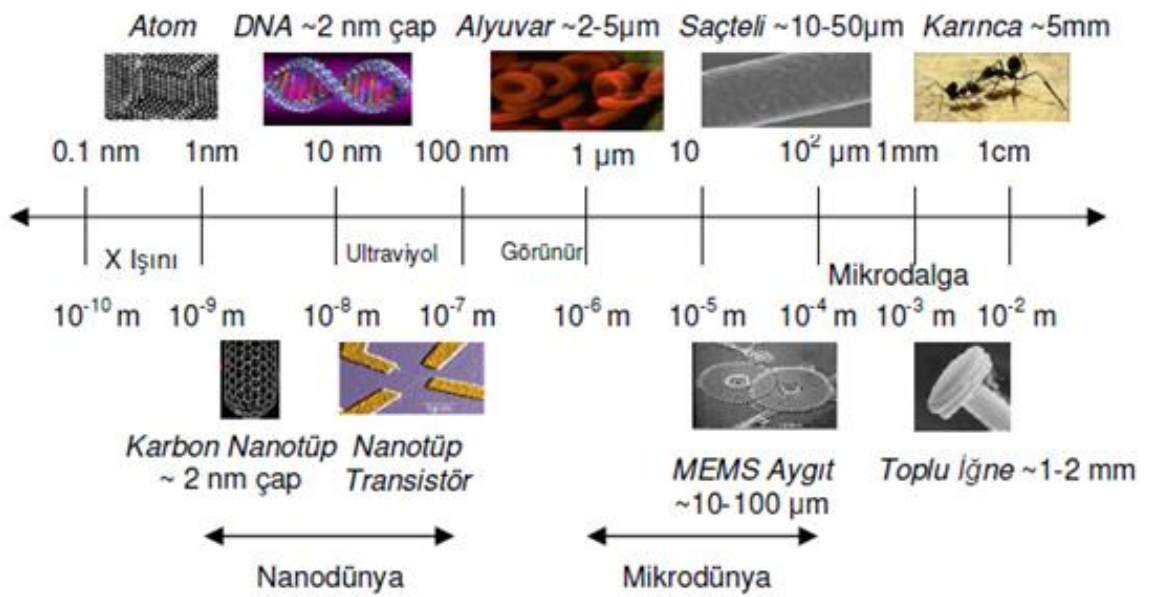 Atom DNA ~2 nm çap Alyuvar ~2-5µm Saçteli ~10-50µm Karınca ~5mm
0.1 nm 1nm 10 nm 100 nm 1 µm 10 10² µm 1mm 1cm
X Işını Ultraviyol Görünür Mikrodalga
10⁻¹⁰ m 10⁻⁹ m 10⁻⁸ m 10⁻⁷ m 10⁻⁶ m 10⁻⁵ m 10⁻⁴ m 10⁻³ m 10⁻² m
Karbon Nanotüp
~ 2 nm çap
Nanotüp
Transistör
MEMS Aygıt
~10-100 µm
Toplu İğne ~1-2 mm
Nanodünya Mikrodünya